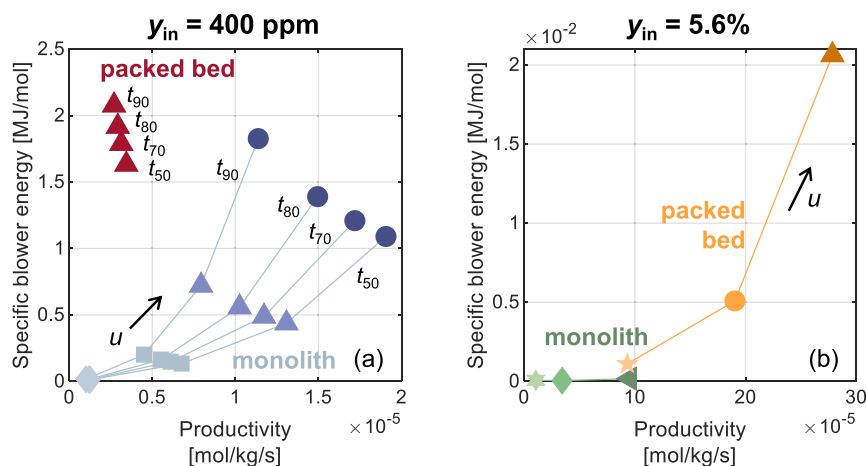 y_in = 400 ppm
Specific blower energy [MJ/mol]
2.5
2
1.5
1
0.5
0
packed bed
t_90
t_80
t_70
t_50
t_90
t_80
t_70
t_50
u
monolith
(a)
0 0.5 1 1.5 2
× 10^-5
Productivity
[mol/kg/s]
y_in = 5.6%
× 10^-2
Specific blower energy [MJ/mol]
2
1.5
1
0.5
0
packed
bed
u
monolith
(b)
0 10 20 30
× 10^-5
Productivity
[mol/kg/s]